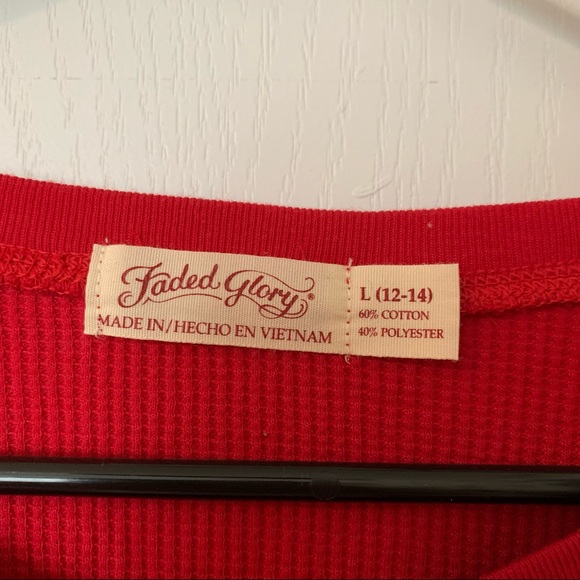 Faded Glory®
MADE IN/HECHO EN VIETNAM
L (12-14)
60% COTTON
40% POLYESTER